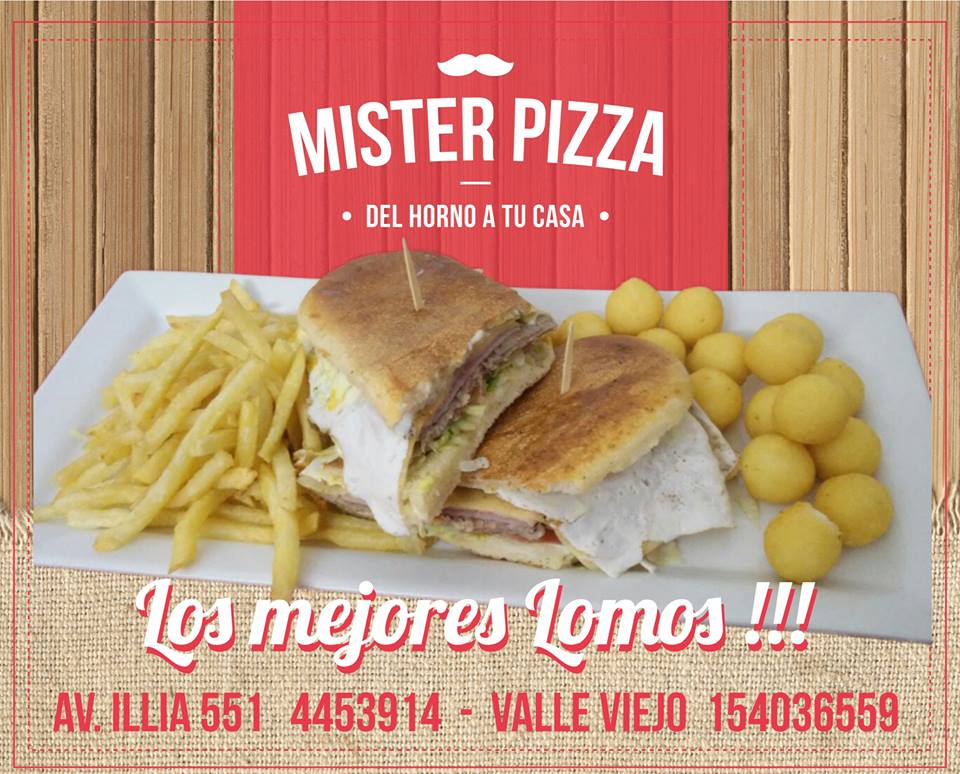 MISTER PIZZA
• DEL HORNO A TU CASA •
Los mejores Lomos !!!
AV. ILLIA 551 4453914 - VALLE VIEJO 154036559